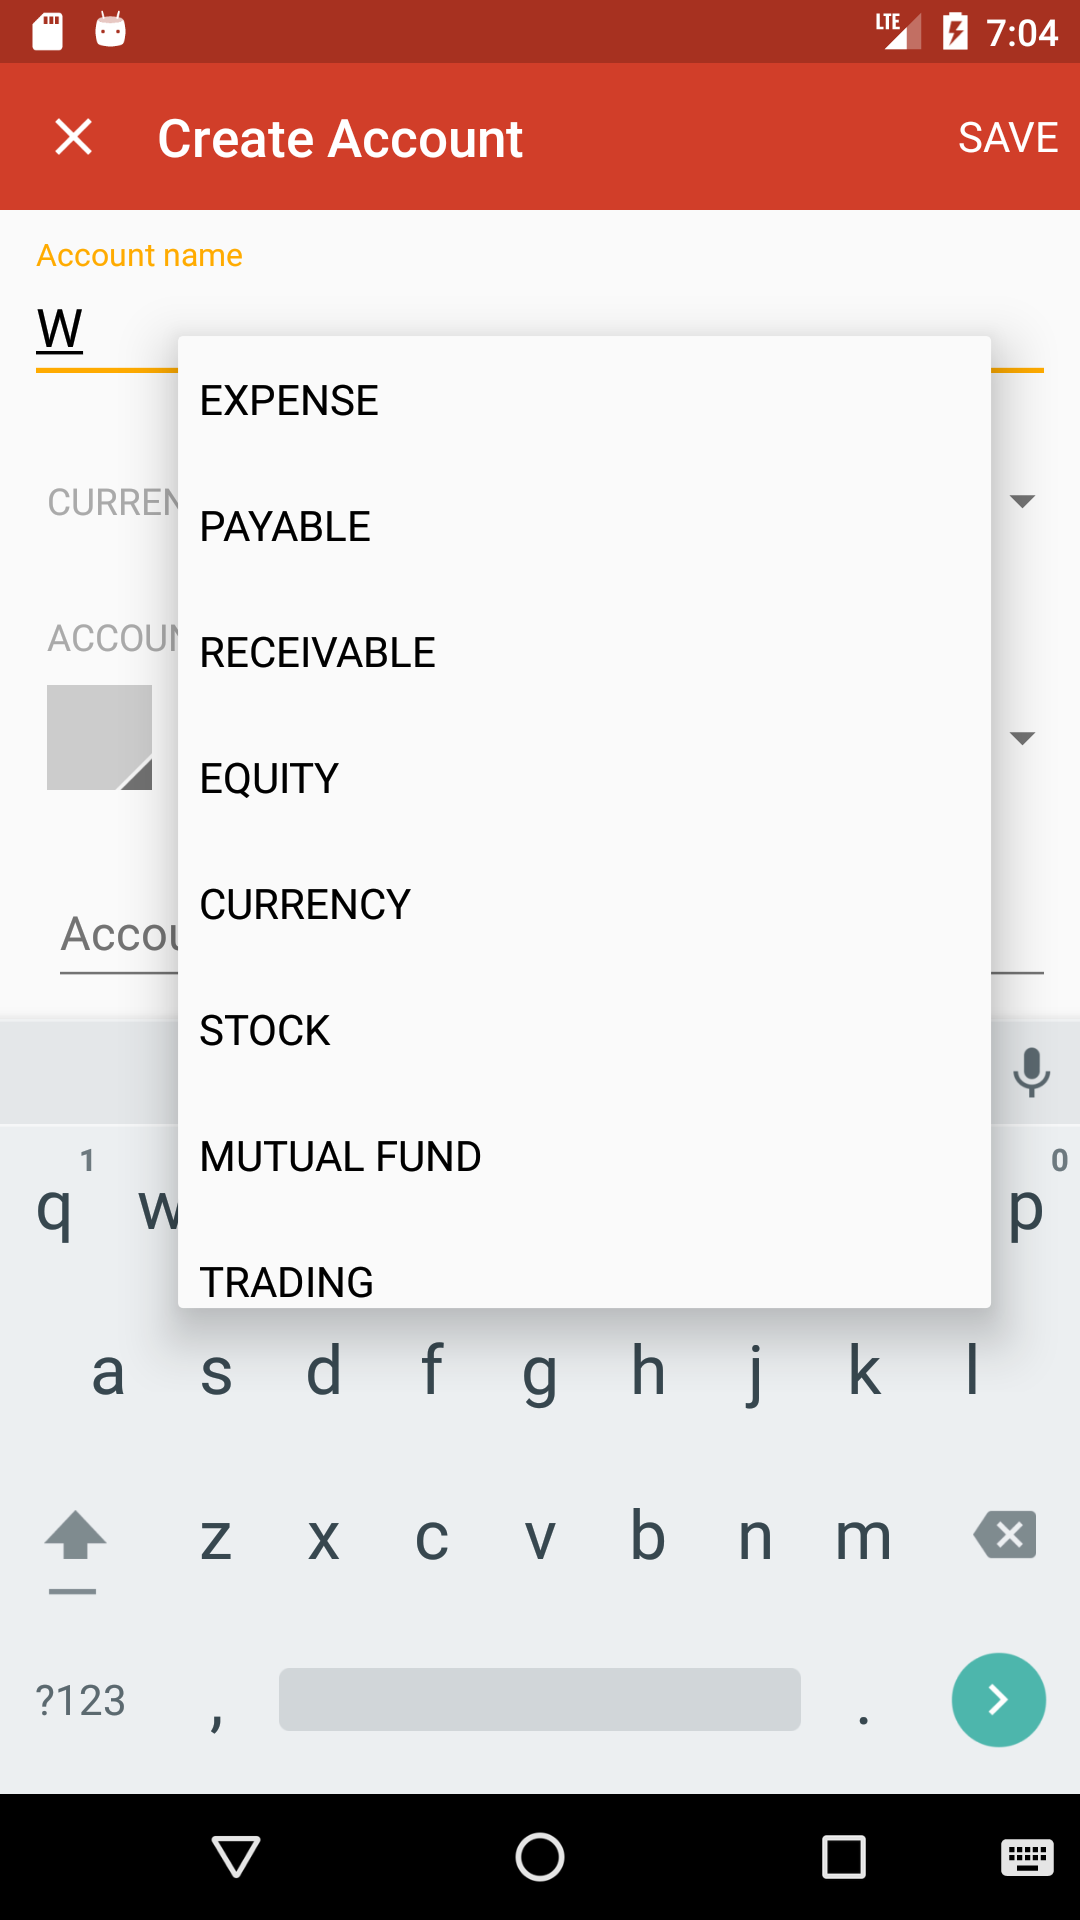 LTE 7:04
Create Account SAVE
Account name
W
EXPENSE
CURREN
PAYABLE
ACCOUN
RECEIVABLE
EQUITY
CURRENCY
Accou
STOCK
MUTUAL FUND
1 0
q w p
TRADING
a s d f g h j k l
z x c v b n m
?123 , .